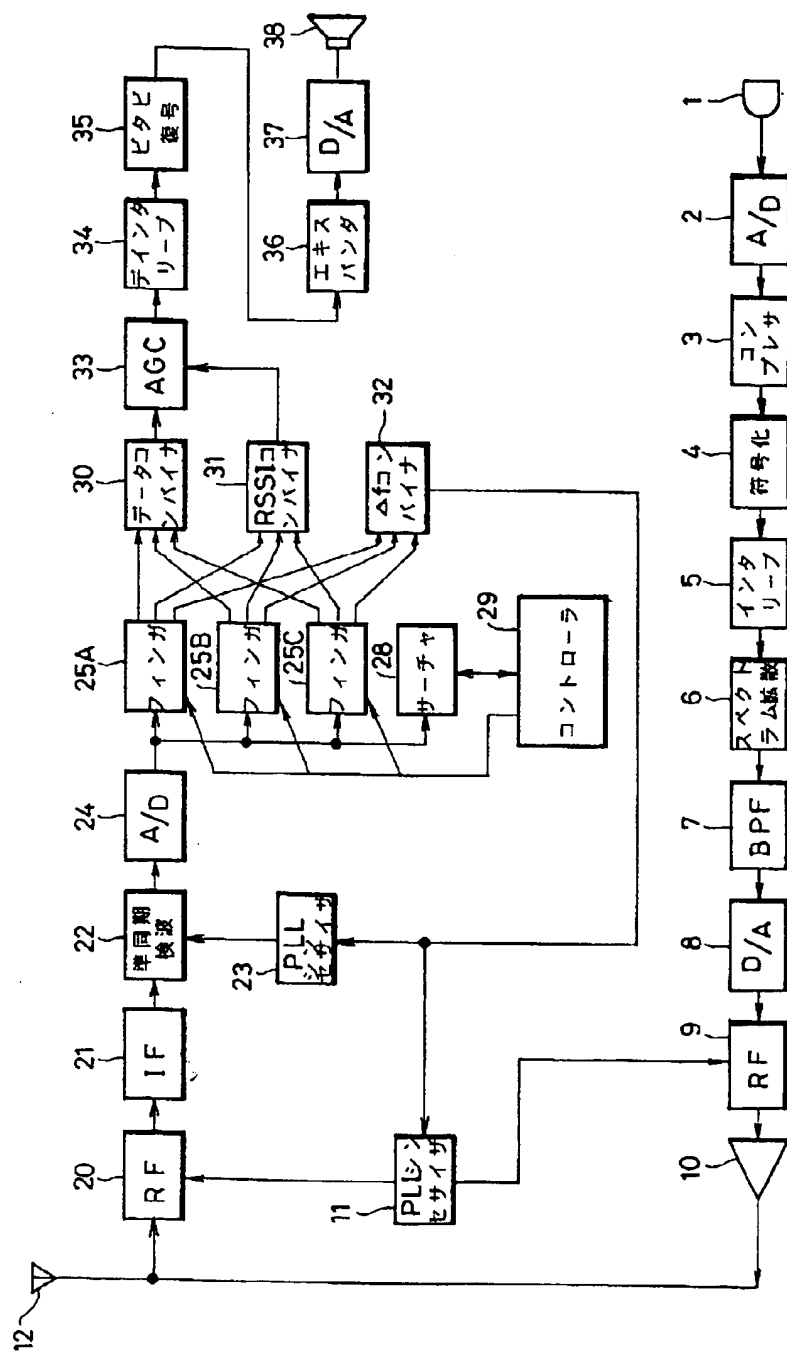 12
20
RF
21
IF
22
準同期
検波
24
A/D
25A
フィンガ
25B
フィンガ
25C
フィンガ
28
サーチャ
29
コントローラ
30
データコ
ンバイナ
31
RSSIコ
ンバイナ
32
Δfコン
バイナ
33
AGC
34
デインタ
リーブ
35
ビタビ
復号
36
エキス
パンダ
37
D/A
38
23
PLL
シン
セサイザ
11
PLLシン
セサイザ
10
9
RF
8
D/A
7
BPF
6
スペクト
ラム拡散
5
インタ
リーブ
4
符号化
3
コン
プレサ
2
A/D
1